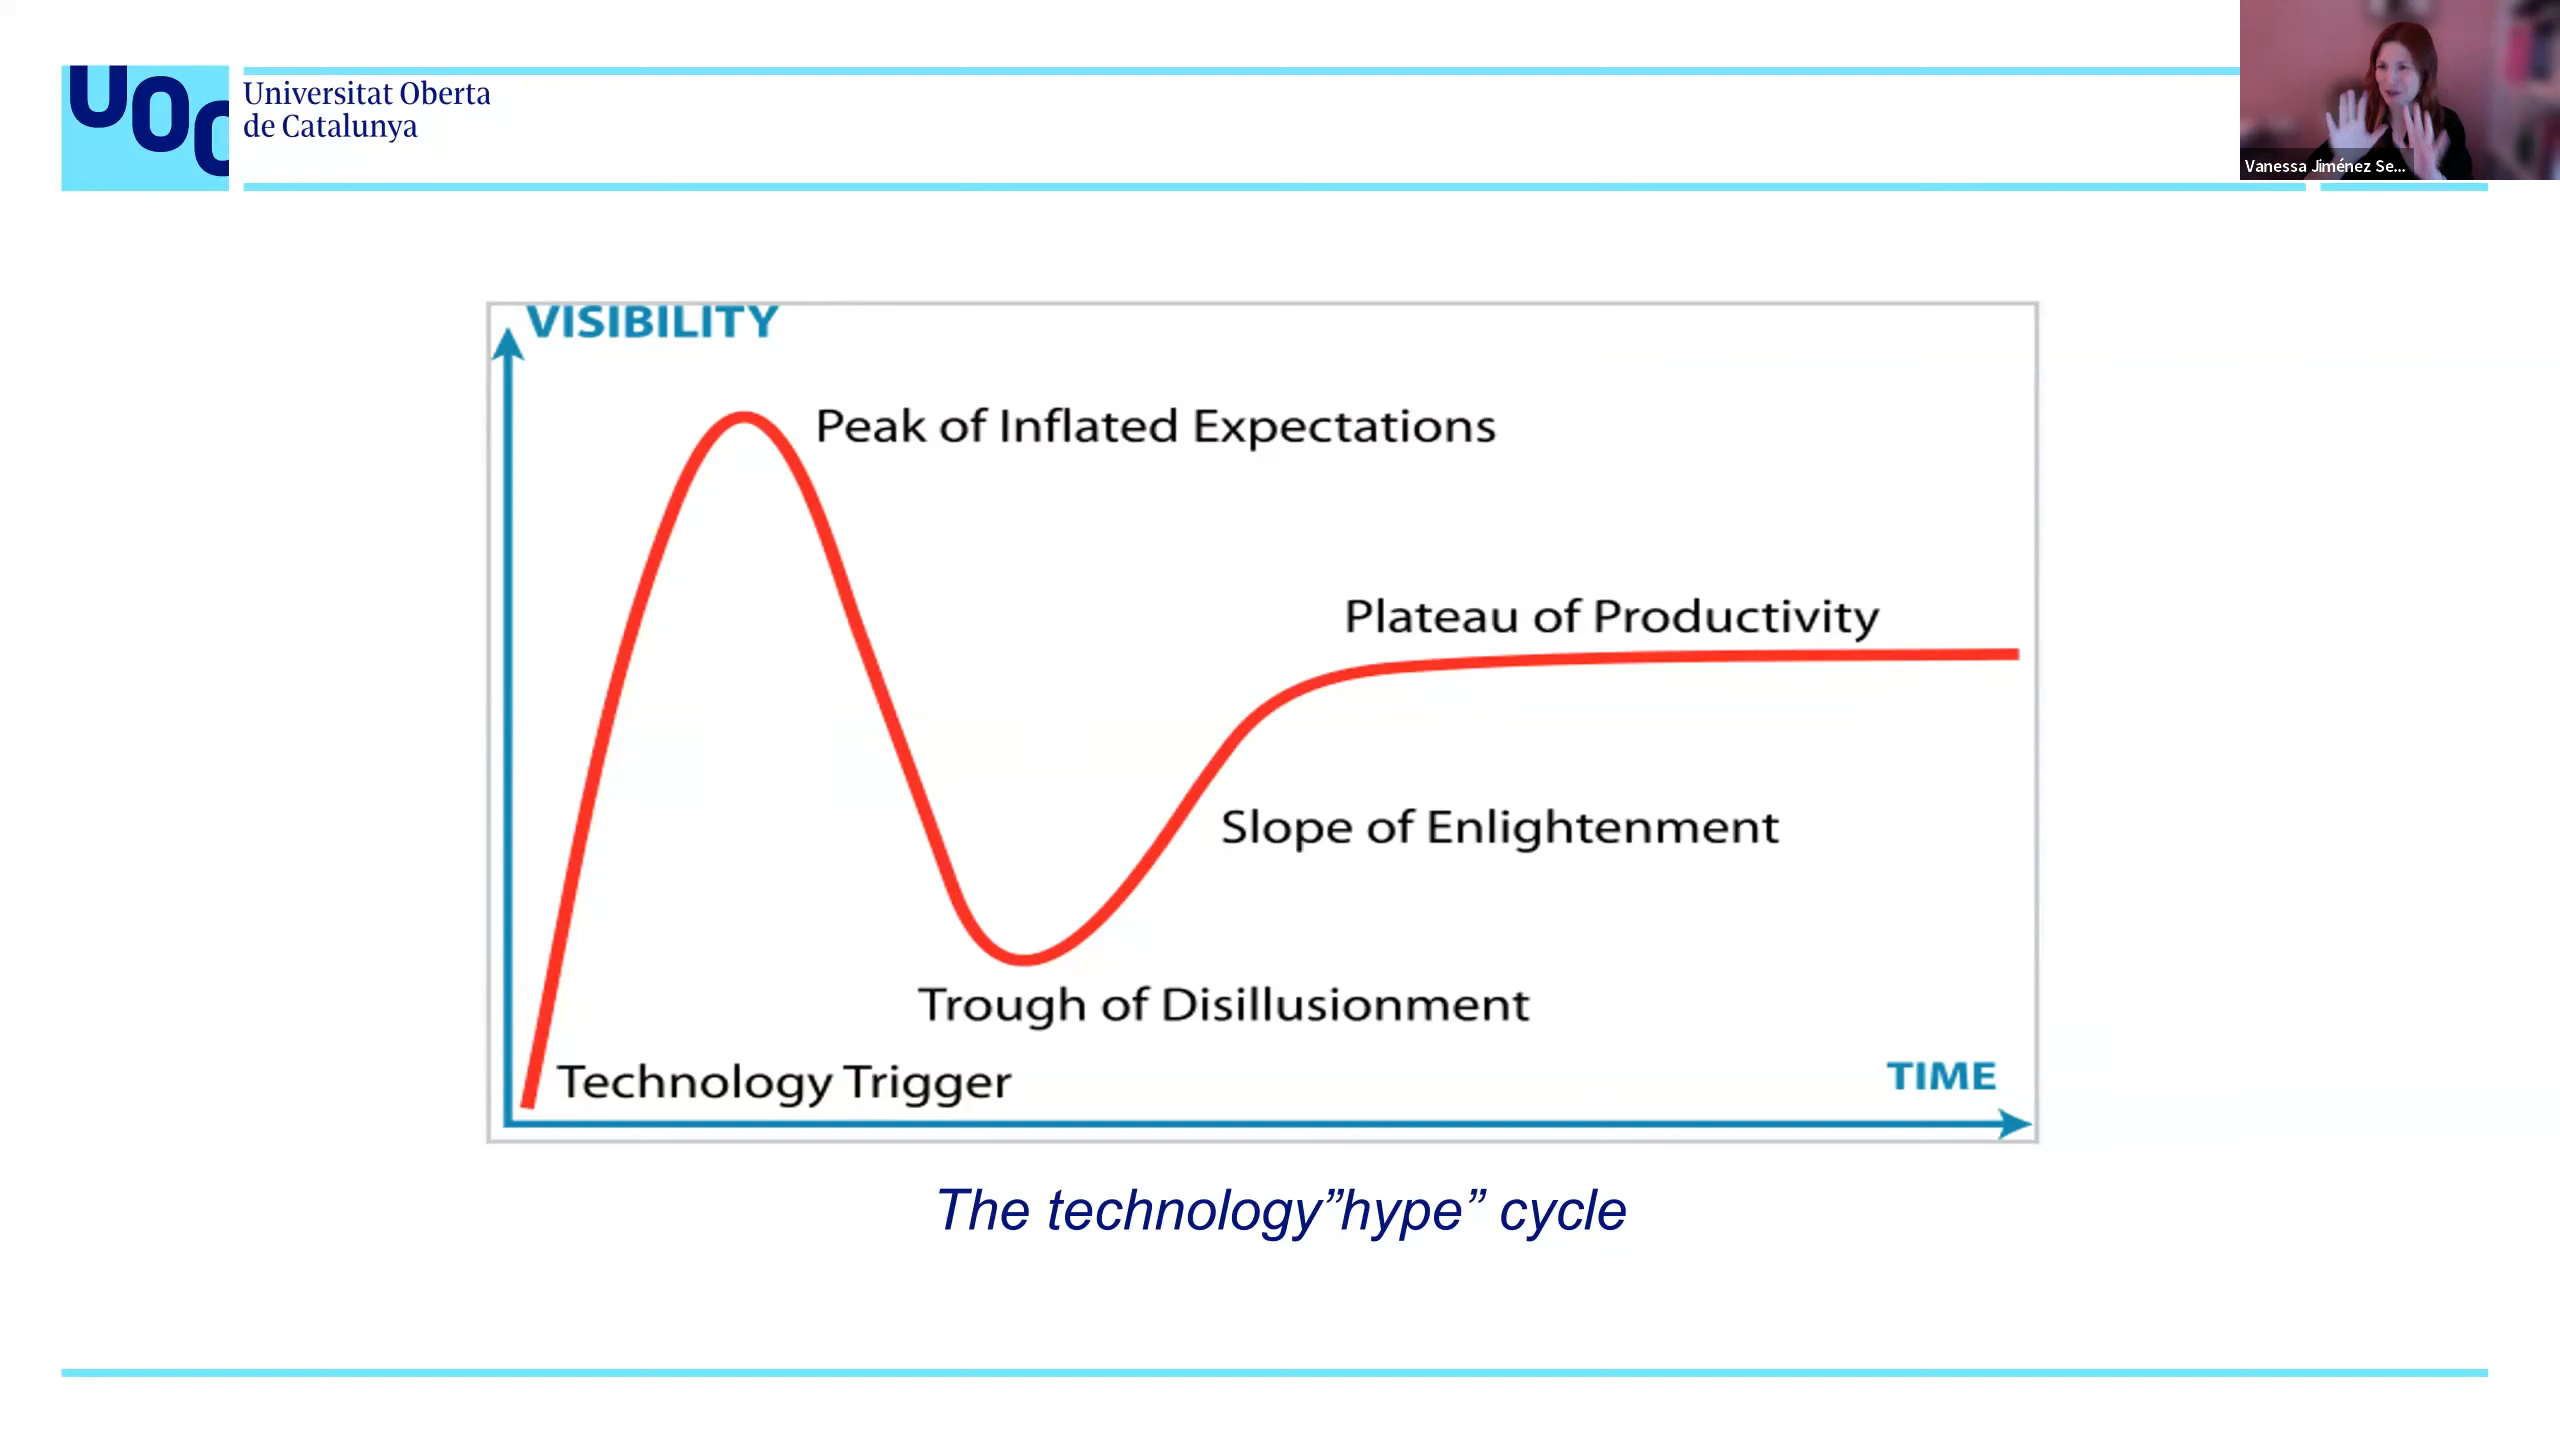 UOC
Universitat Oberta
de Catalunya
Vanessa Jiménez Se...
VISIBILITY
Peak of Inflated Expectations
Plateau of Productivity
Slope of Enlightenment
Trough of Disillusionment
Technology Trigger
TIME
The technology”hype” cycle